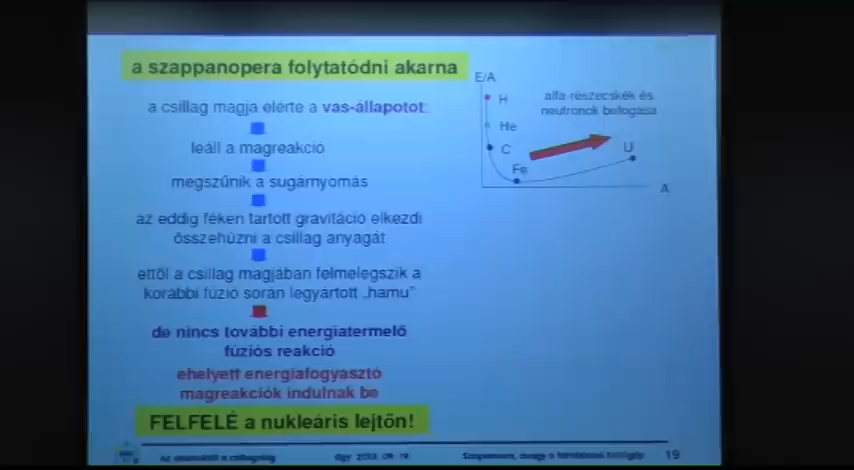 a szappanopera folytatódni akarna
a csillag magja elérte a vas-állapotot:
leáll a magreakció
megszűnik a sugárnyomás
az eddig féken tartott gravitáció elkezdi
összehúzni a csillag anyagát
ettől a csillag magjában felmelegszik a
korábbi fúzió során legyártott „hamu”
de nincs további energiatermelő
fúziós reakció
ehelyett energiafogyasztó
magreakciók indulnak be
FELFELÉ a nukleáris lejtőn!
E/A
H
alfa-részecskék és
neutronok befogása
He
C
U
Fe
A
19